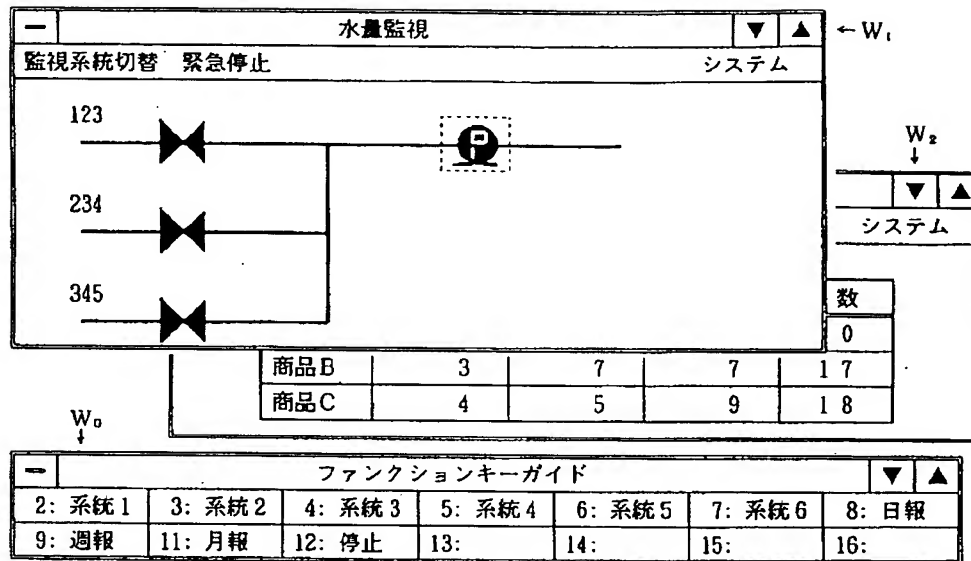 水量監視 ▼ ▲ ←W₁
監視系統切替 緊急停止 システム
123
W₂
↓
▼ ▲
234
システム
345
数
0
商品B 3 7 7 17
商品C 4 5 9 18
W₀
↓
ファンクションキーガイド ▼ ▲
2: 系統1 3: 系統2 4: 系統3 5: 系統4 6: 系統5 7: 系統6 8: 日報
9: 週報 11: 月報 12: 停止 13: 14: 15: 16: